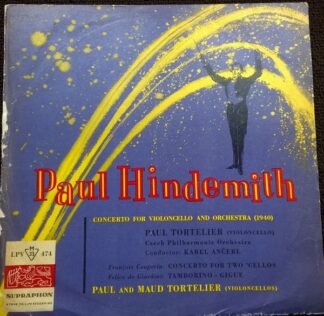 Paul Hindemith
CONCERTO FOR VIOLONCELLO AND ORCHESTRA (1940)
PAUL TORTELIER (VIOLONCELLO)
Czech Philharmonic Orchestra
Conductor: KAREL ANČERL
François Couperin: CONCERTO FOR TWO 'CELLOS
Felice de Giardini: TAMBORINO - GIGUE
PAUL AND MAUD TORTELIER (VIOLONCELLOS)
LPV H 33 474
SUPRAPHON